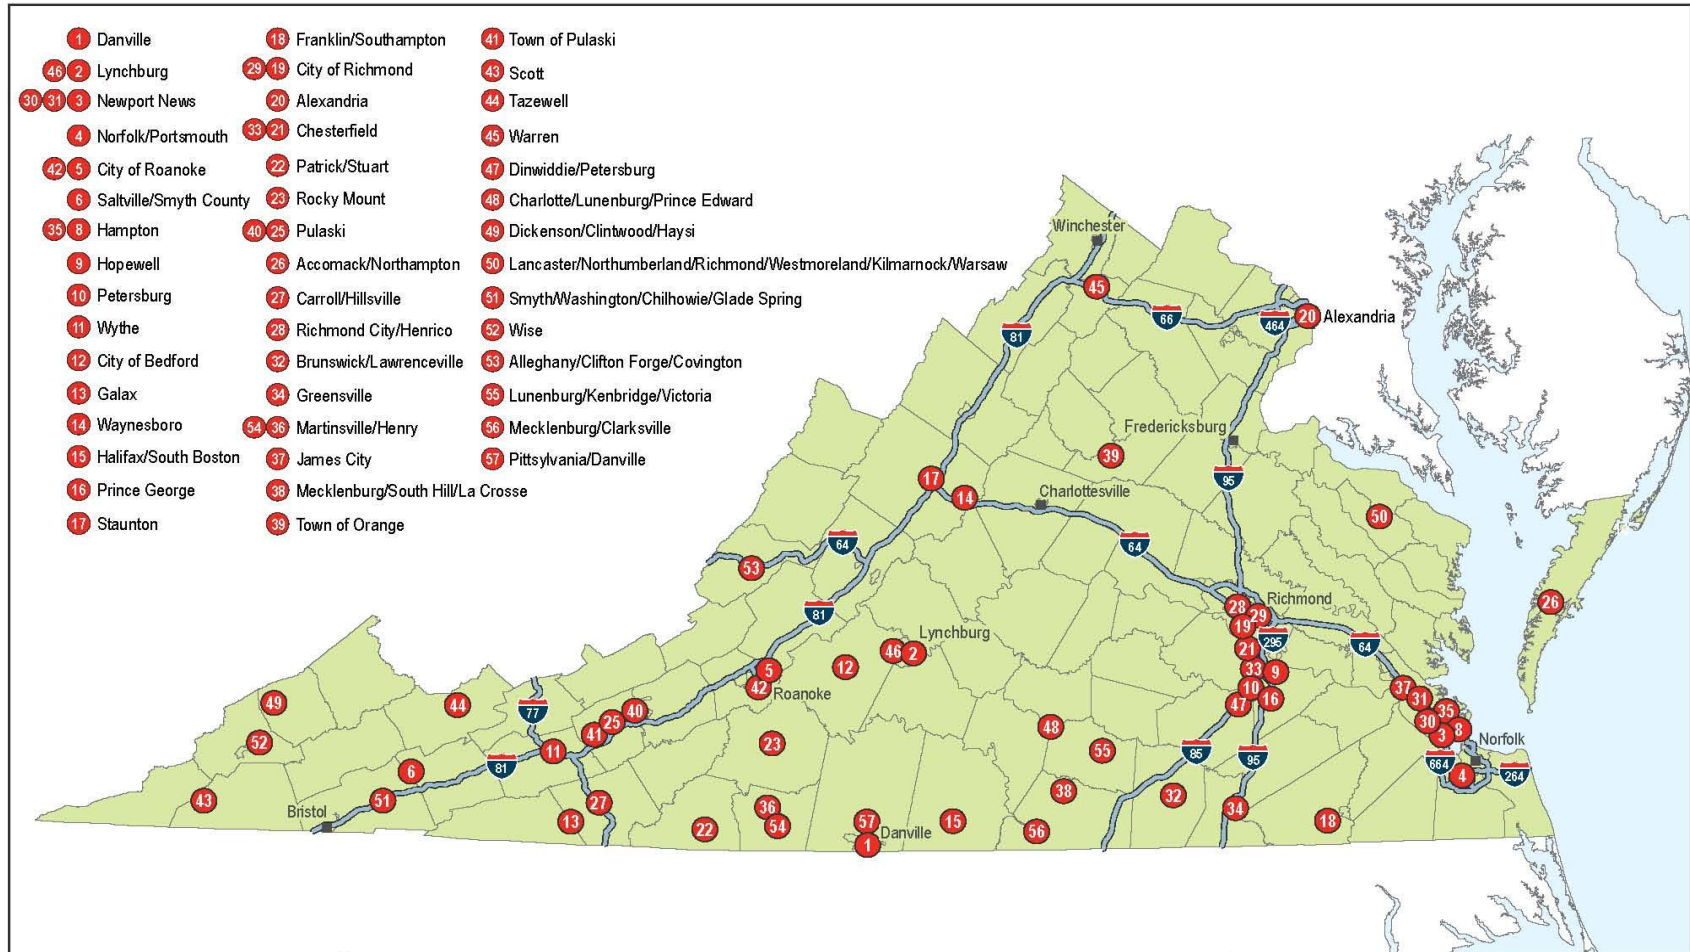 1 Danville
46 2 Lynchburg
30 31 3 Newport News
4 Norfolk/Portsmouth
42 5 City of Roanoke
6 Saltville/Smyth County
35 8 Hampton
9 Hopewell
10 Petersburg
11 Wythe
12 City of Bedford
13 Galax
14 Waynesboro
15 Halifax/South Boston
16 Prince George
17 Staunton
18 Franklin/Southampton
29 19 City of Richmond
20 Alexandria
33 21 Chesterfield
22 Patrick/Stuart
23 Rocky Mount
40 25 Pulaski
26 Accomack/Northampton
27 Carroll/Hillsville
28 Richmond City/Henrico
32 Brunswick/Lawrenceville
34 Greensville
54 36 Martinsville/Henry
37 James City
38 Mecklenburg/South Hill/La Crosse
39 Town of Orange
41 Town of Pulaski
43 Scott
44 Tazewell
45 Warren
47 Dinwiddie/Petersburg
48 Charlotte/Lunenburg/Prince Edward
49 Dickenson/Clintwood/Haysi
50 Lancaster/Northumberland/Richmond/Westmoreland/Kilmarnock/Warsaw
51 Smyth/Washington/Chilhowie/Glade Spring
52 Wise
53 Alleghany/Clifton Forge/Covington
55 Lunenburg/Kenbridge/Victoria
56 Mecklenburg/Clarksville
57 Pittsylvania/Danville
Winchester
45
66
464
20 Alexandria
81
Fredericksburg
39
95
17
14
Charlottesville
50
64
64
53
26
81
28
29
Richmond
19
295
21
64
Lynchburg
46 2
12
5
42
Roanoke
33
9
10
16
47
37
31
35
30
8
3
Norfolk
49
44
77
40
25
41
52
11
23
48
55
85
95
664
4
264
6
81
43
51
Bristol
27
13
22
36
54
57
Danville
1
15
38
56
32
34
18